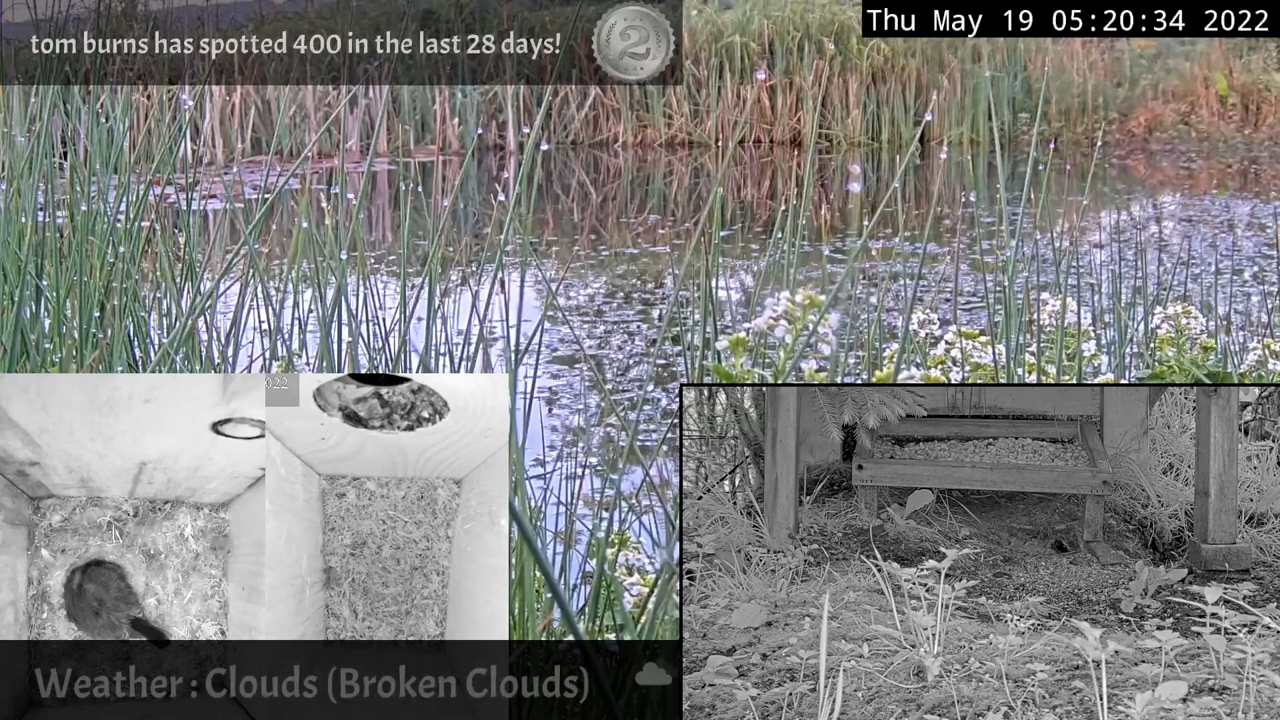 tom burns has spotted 400 in the last 28 days!
2
Thu May 19 05:20:34 2022
022
Weather : Clouds (Broken Clouds)